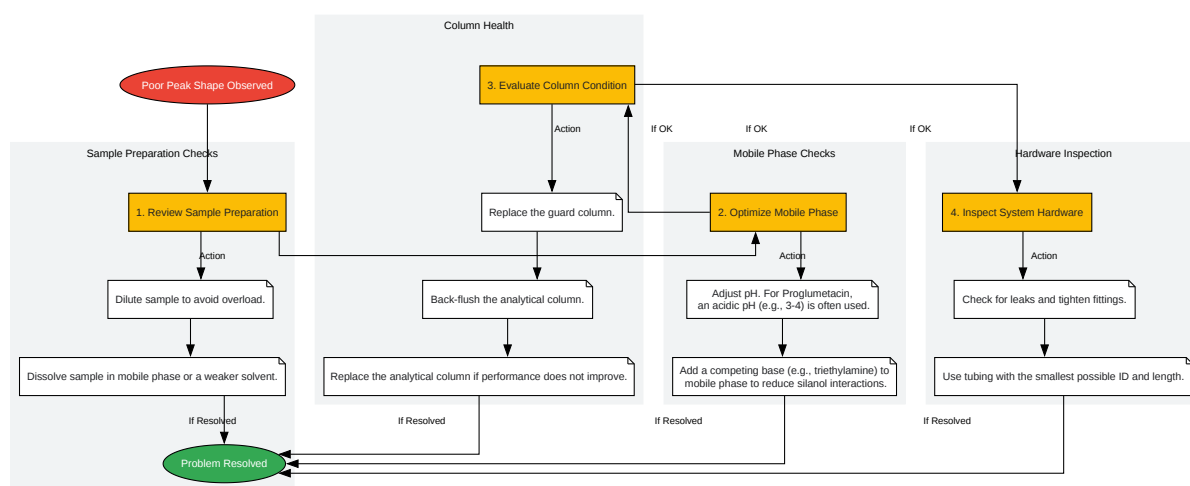 Column Health
Poor Peak Shape Observed
3. Evaluate Column Condition
Action
If OK
If OK
If OK
Sample Preparation Checks
Mobile Phase Checks
Hardware Inspection
1. Review Sample Preparation
Replace the guard column.
2. Optimize Mobile Phase
4. Inspect System Hardware
Action
Action
Action
Dilute sample to avoid overload.
Back-flush the analytical column.
Adjust pH. For Proglumetacin,
an acidic pH (e.g., 3-4) is often used.
Check for leaks and tighten fittings.
Dissolve sample in mobile phase or a weaker solvent.
Replace the analytical column if performance does not improve.
Add a competing base (e.g., triethylamine) to
mobile phase to reduce silanol interactions.
Use tubing with the smallest possible ID and length.
If Resolved
If Resolved
If Resolved
If Resolved
Problem Resolved